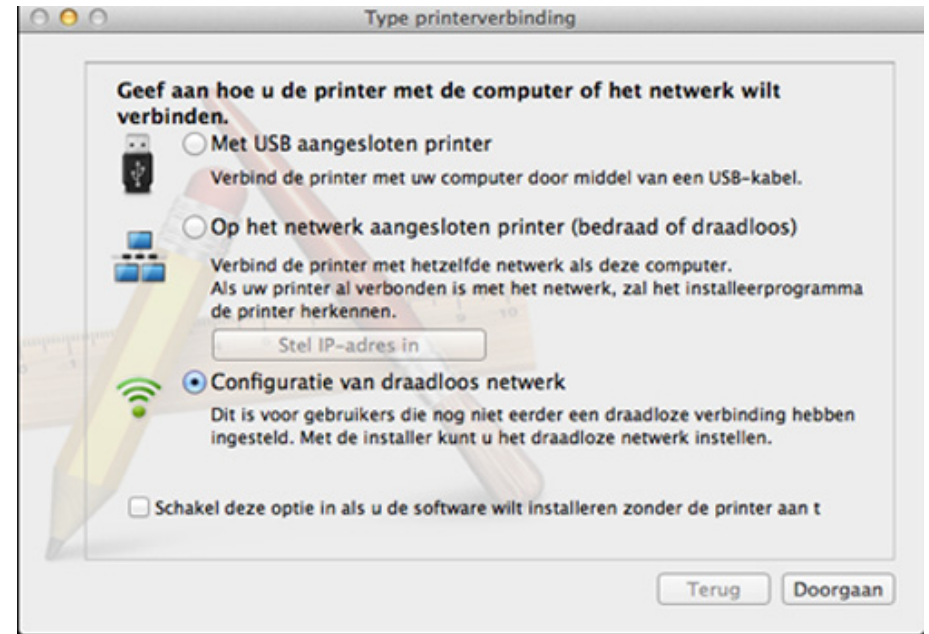 Type printerverbinding
Geef aan hoe u de printer met de computer of het netwerk wilt
verbinden.
Met USB aangesloten printer
Verbind de printer met uw computer door middel van een USB-kabel.
Op het netwerk aangesloten printer (bedraad of draadloos)
Verbind de printer met hetzelfde netwerk als deze computer.
Als uw printer al verbonden is met het netwerk, zal het installeerprogramma
de printer herkennen.
Stel IP-adres in
Configuratie van draadloos netwerk
Dit is voor gebruikers die nog niet eerder een draadloze verbinding hebben
ingesteld. Met de installer kunt u het draadloze netwerk instellen.
Schakel deze optie in als u de software wilt installeren zonder de printer aan t
Terug
Doorgaan